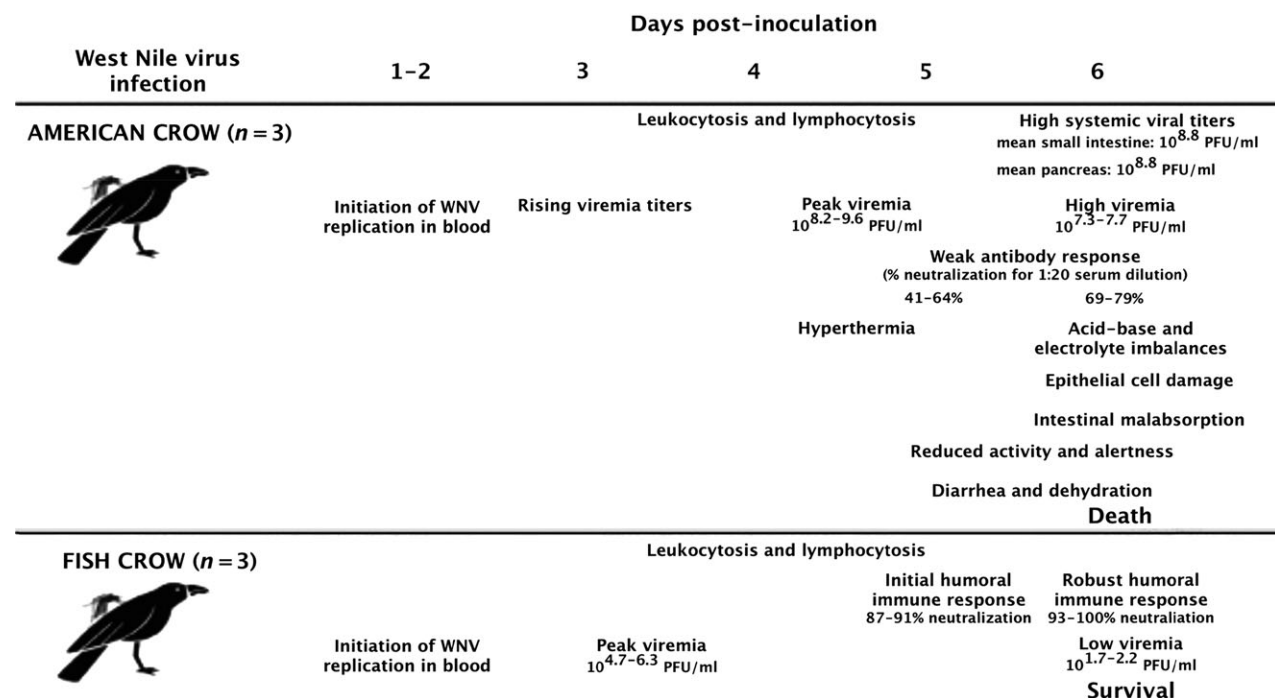 Days post-inoculation
West Nile virus
infection
1-2 3 4 5 6
AMERICAN CROW (n = 3)
Leukocytosis and lymphocytosis
High systemic viral titers
mean small intestine: 10^8.8 PFU/ml
mean pancreas: 10^8.8 PFU/ml
Initiation of WNV
replication in blood
Rising viremia titers
Peak viremia
10^8.2-9.6 PFU/ml
High viremia
10^7.3-7.7 PFU/ml
Weak antibody response
(% neutralization for 1:20 serum dilution)
41-64% 69-79%
Hyperthermia
Acid-base and
electrolyte imbalances
Epithelial cell damage
Intestinal malabsorption
Reduced activity and alertness
Diarrhea and dehydration
Death
FISH CROW (n = 3)
Leukocytosis and lymphocytosis
Initial humoral
immune response
87-91% neutralization
Robust humoral
immune response
93-100% neutraliation
Initiation of WNV
replication in blood
Peak viremia
10^4.7-6.3 PFU/ml
Low viremia
10^1.7-2.2 PFU/ml
Survival